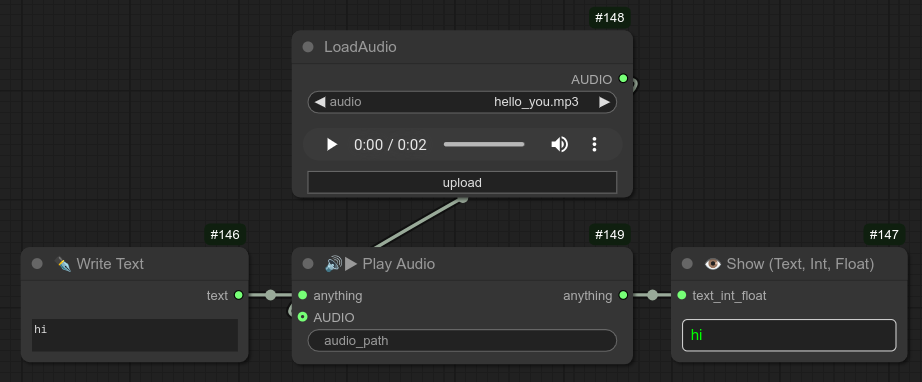 #148
LoadAudio
AUDIO
audio hello_you.mp3
0:00 / 0:02
upload
#146
Write Text
text
hi
#149
Play Audio
anything anything
AUDIO
audio_path
#147
Show (Text, Int, Float)
text_int_float
hi